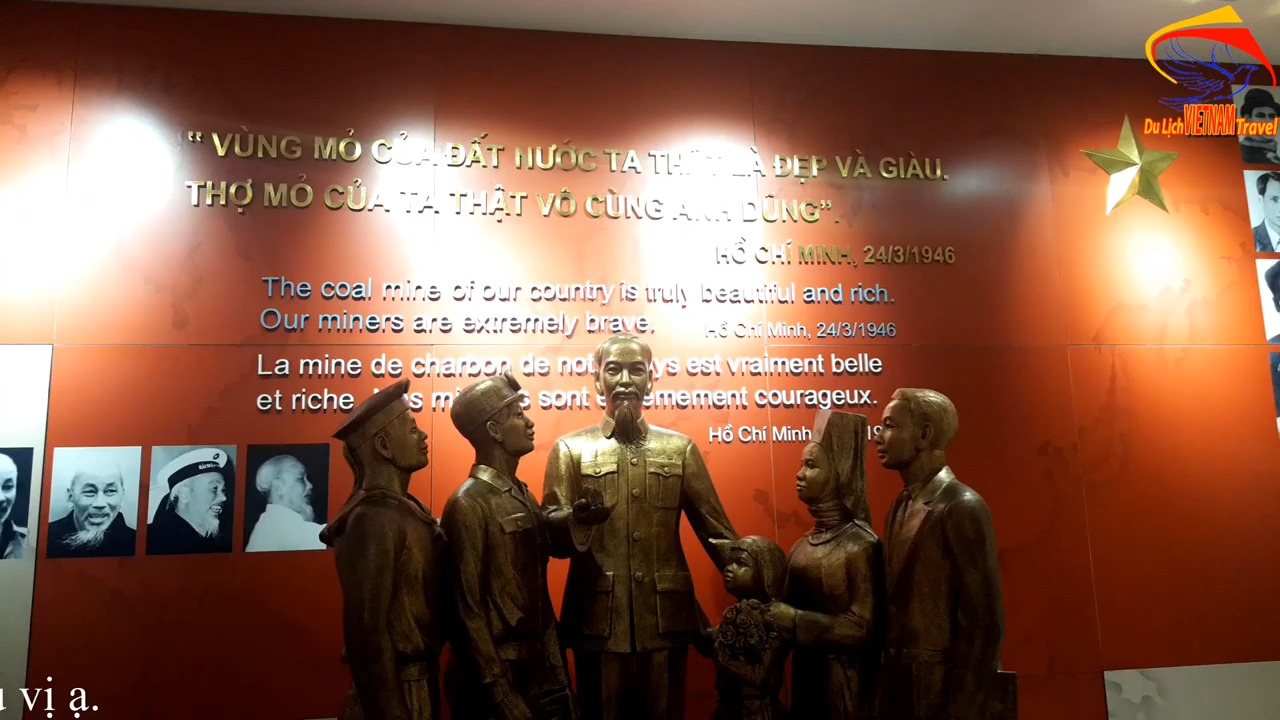 “ VÙNG MỎ CỦA ĐẤT NƯỚC TA THẬT LÀ ĐẸP VÀ GIÀU.
THỢ MỎ CỦA TA THẬT VÔ CÙNG ANH DŨNG”.
HỒ CHÍ MINH, 24/3/1946
The coal mine of our country is truly beautiful and rich.
Our miners are extremely brave.
Hồ Chí Minh, 24/3/1946
La mine de charbon de est vraiment belle
et riche. sont courageux.
Hồ Chí Minh
Du Lịch VIETNAM Travel
vị ạ.